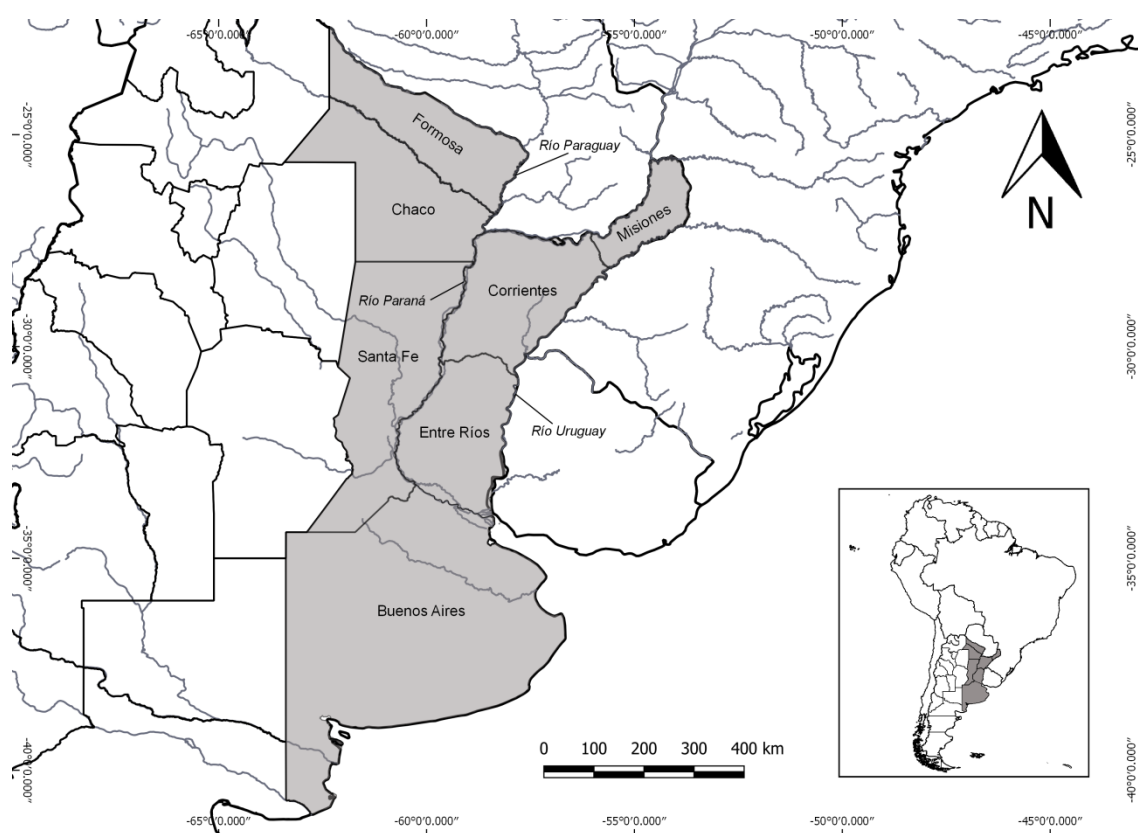 -65°0'0.000"
-60°0'0.000"
-55°0'0.000"
-50°0'0.000"
-45°0'0.000"
-25°0'0.000"
-25°0'0.000"
Formosa
Río Paraguay
Chaco
Misiones
N
Río Paraná
Corrientes
-30°0'0.000"
-30°0'0.000"
Santa Fe
Entre Ríos
Río Uruguay
-35°0'0.000"
-35°0'0.000"
Buenos Aires
0 100 200 300 400 km
-40°0'0.000"
-40°0'0.000"
-65°0'0.000"
-60°0'0.000"
-55°0'0.000"
-50°0'0.000"
-45°0'0.000"